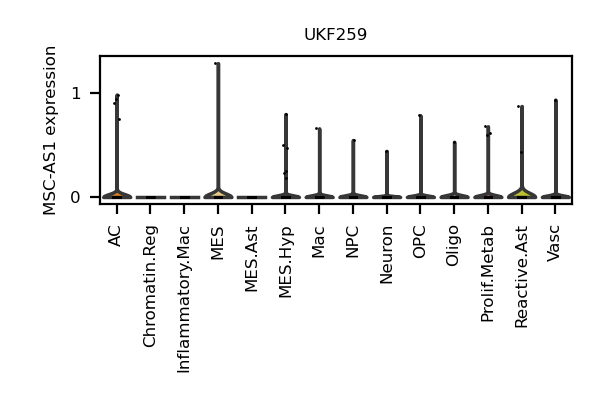 UKF259
MSC-AS1 expression
1
0
AC
Chromatin.Reg
Inflammatory.Mac
MES
MES.Ast
MES.Hyp
Mac
NPC
Neuron
OPC
Oligo
Prolif.Metab
Reactive.Ast
Vasc